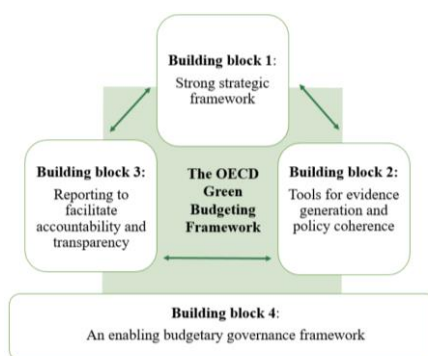 Building block 1:
Strong strategic
framework
Building block 3:
Reporting to
facilitate
accountability and
transparency
The OECD
Green
Budgeting
Framework
Building block 2:
Tools for evidence
generation and
policy coherence
Building block 4:
An enabling budgetary governance framework